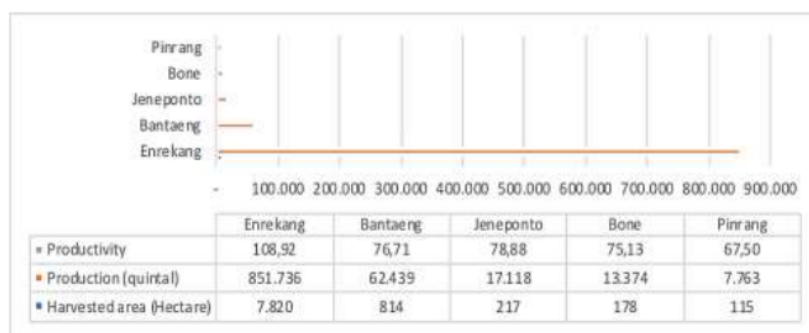 Pinrang
Bone
Jeneponto
Bantaeng
Enrekang
- 100.000 200.000 300.000 400.000 500.000 600.000 700.000 800.000 900.000
Enrekang Bantaeng Jeneponto Bone Pinrang
Productivity 108,92 76,71 78,88 75,13 67,50
Production (quintal) 851.736 62.439 17.118 13.374 7.763
Harvested area (Hectare) 7.820 814 217 178 115